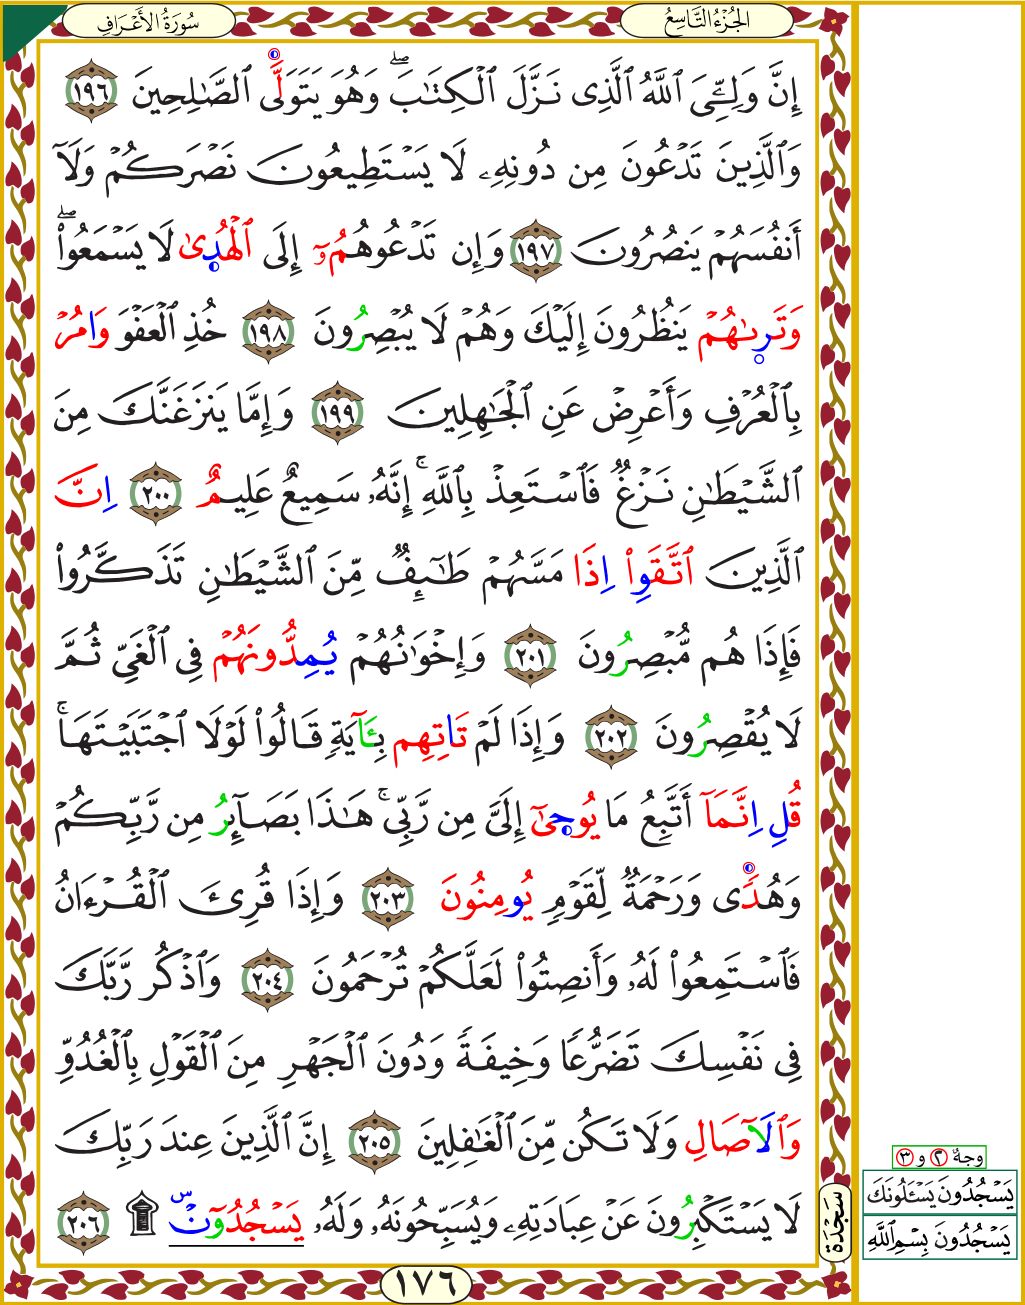 سُورَةُ الأَعْرَافِ
الجُزْءُ التَّاسِعُ
إِنَّ وَلِـِّۧيَ ٱللَّهُ ٱلَّذِى نَزَّلَ ٱلْكِتَٰبَۖ وَهُوَ يَتَوَلَّى ٱلصَّٰلِحِينَ ١٩٦
وَٱلَّذِينَ تَدْعُونَ مِن دُونِهِۦ لَا يَسْتَطِيعُونَ نَصْرَكُمْ وَلَآ
أَنفُسَهُمْ يَنصُرُونَ ١٩٧ وَإِن تَدْعُوهُمُۥٓ إِلَى ٱلْهُدِىٰ لَا يَسْمَعُوا۟ۖ
وَتَرِىٰهُمْ يَنظُرُونَ إِلَيْكَ وَهُمْ لَا يُبْصِرُونَ ١٩٨ خُذِ ٱلْعَفْوَ وَامُرْ
بِٱلْعُرْفِ وَأَعْرِضْ عَنِ ٱلْجَٰهِلِينَ ١٩٩ وَإِمَّا يَنزَغَنَّكَ مِنَ
ٱلشَّيْطَٰنِ نَزْغٌ فَٱسْتَعِذْ بِٱللَّهِۚ إِنَّهُۥ سَمِيعٌ عَلِيمٌ ٢٠٠ اِنَّ
ٱلَّذِينَ ٱتَّقَوِا۟ اِذَا مَسَّهُمْ طَٰٓئِفٌ مِّنَ ٱلشَّيْطَٰنِ تَذَكَّرُوا۟
فَإِذَا هُم مُّبْصِرُونَ ٢٠١ وَإِخْوَٰنُهُمْ يُمِدُّونَهُمْ فِى ٱلْغَىِّ ثُمَّ
لَا يُقْصِرُونَ ٢٠٢ وَإِذَا لَمْ تَاتِهِم بِـَٔايَةٍ قَالُوا۟ لَوْلَا ٱجْتَبَيْتَهَاۚ
قُلِ اِنَّمَآ أَتَّبِعُ مَا يُوحِىٰٓ إِلَىَّ مِن رَّبِّىۚ هَٰذَا بَصَآئِرُ مِن رَّبِّكُمْ
وَهُدًى وَرَحْمَةٌ لِّقَوْمٍ يُومِنُونَ ٢٠٣ وَإِذَا قُرِئَ ٱلْقُرْءَانُ
فَٱسْتَمِعُوا۟ لَهُۥ وَأَنصِتُوا۟ لَعَلَّكُمْ تُرْحَمُونَ ٢٠٤ وَٱذْكُر رَّبَّكَ
فِى نَفْسِكَ تَضَرُّعًا وَخِيفَةً وَدُونَ ٱلْجَهْرِ مِنَ ٱلْقَوْلِ بِٱلْغُدُوِّ
وَٱلَاصَالِ وَلَا تَكُن مِّنَ ٱلْغَٰفِلِينَ ٢٠٥ إِنَّ ٱلَّذِينَ عِندَ رَبِّكَ
لَا يَسْتَكْبِرُونَ عَنْ عِبَادَتِهِۦ وَيُسَبِّحُونَهُۥ وَلَهُۥ يَسْجُدُونَ ۩ ٢٠٦
سَجْدَة
وجهٌ ٢ و ٣
يَسْجُدُونَ يَسْـَٔلُونَكَ
يَسْجُدُونَ بِسْمِ ٱللَّهِ
١٧٦